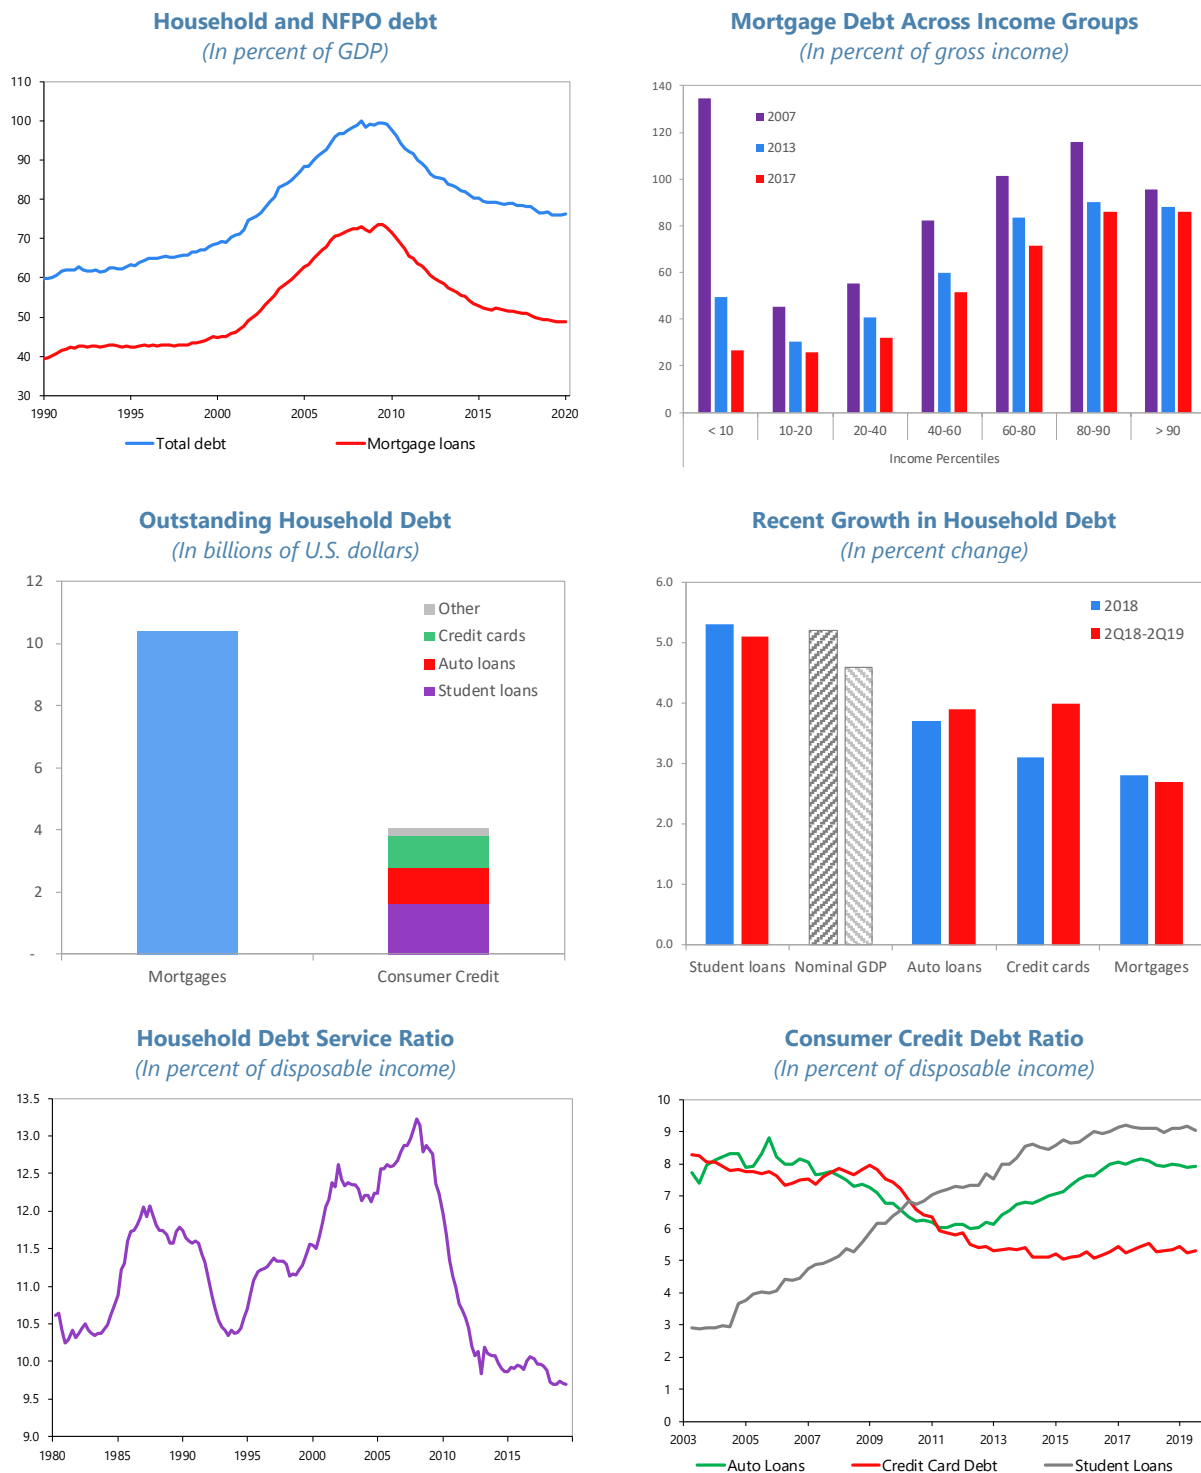 Household and NFPO debt
(In percent of GDP)
110
100
90
80
70
60
50
40
30
1990 1995 2000 2005 2010 2015 2020
Total debt Mortgage loans
Mortgage Debt Across Income Groups
(In percent of gross income)
140
120
100
80
60
40
20
0
2007
2013
2017
< 10 10-20 20-40 40-60 60-80 80-90 > 90
Income Percentiles
Outstanding Household Debt
(In billions of U.S. dollars)
12
10
8
6
4
2
-
Other
Credit cards
Auto loans
Student loans
Mortgages Consumer Credit
Recent Growth in Household Debt
(In percent change)
6.0
5.0
4.0
3.0
2.0
1.0
0.0
2018
2Q18-2Q19
Student loans Nominal GDP Auto loans Credit cards Mortgages
Household Debt Service Ratio
(In percent of disposable income)
13.5
13.0
12.5
12.0
11.5
11.0
10.5
10.0
9.5
9.0
1980 1985 1990 1995 2000 2005 2010 2015
Consumer Credit Debt Ratio
(In percent of disposable income)
10
9
8
7
6
5
4
3
2
1
0
2003 2005 2007 2009 2011 2013 2015 2017 2019
Auto Loans Credit Card Debt Student Loans